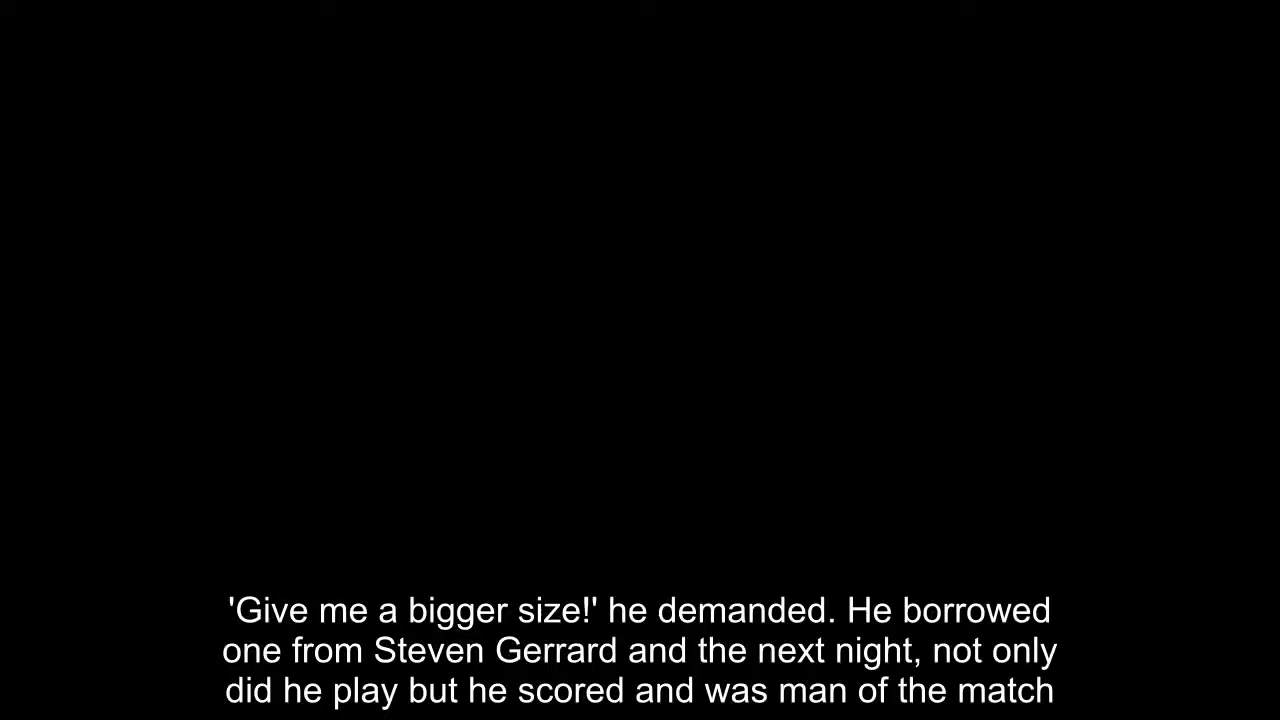 'Give me a bigger size!' he demanded. He borrowed
one from Steven Gerrard and the next night, not only
did he play but he scored and was man of the match